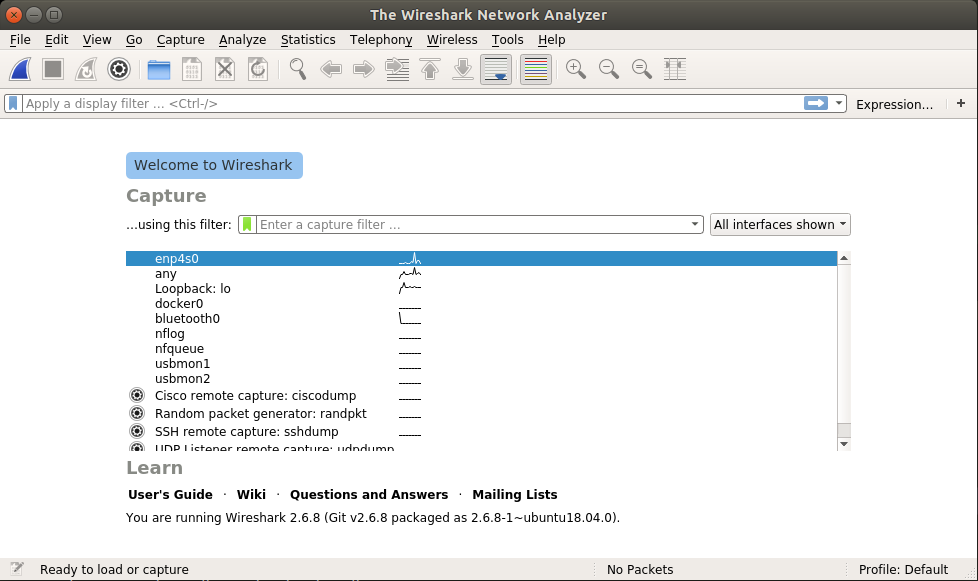 The Wireshark Network Analyzer
File Edit View Go Capture Analyze Statistics Telephony Wireless Tools Help
Apply a display filter ... <Ctrl-/> Expression... +
Welcome to Wireshark
Capture
...using this filter: Enter a capture filter ... All interfaces shown
enp4s0
any
Loopback: lo
docker0
bluetooth0
nflog
nfqueue
usbmon1
usbmon2
Cisco remote capture: ciscodump
Random packet generator: randpkt
SSH remote capture: sshdump
UDP Listener remote capture: udpdump
Learn
User's Guide · Wiki · Questions and Answers · Mailing Lists
You are running Wireshark 2.6.8 (Git v2.6.8 packaged as 2.6.8-1~ubuntu18.04.0).
Ready to load or capture No Packets Profile: Default